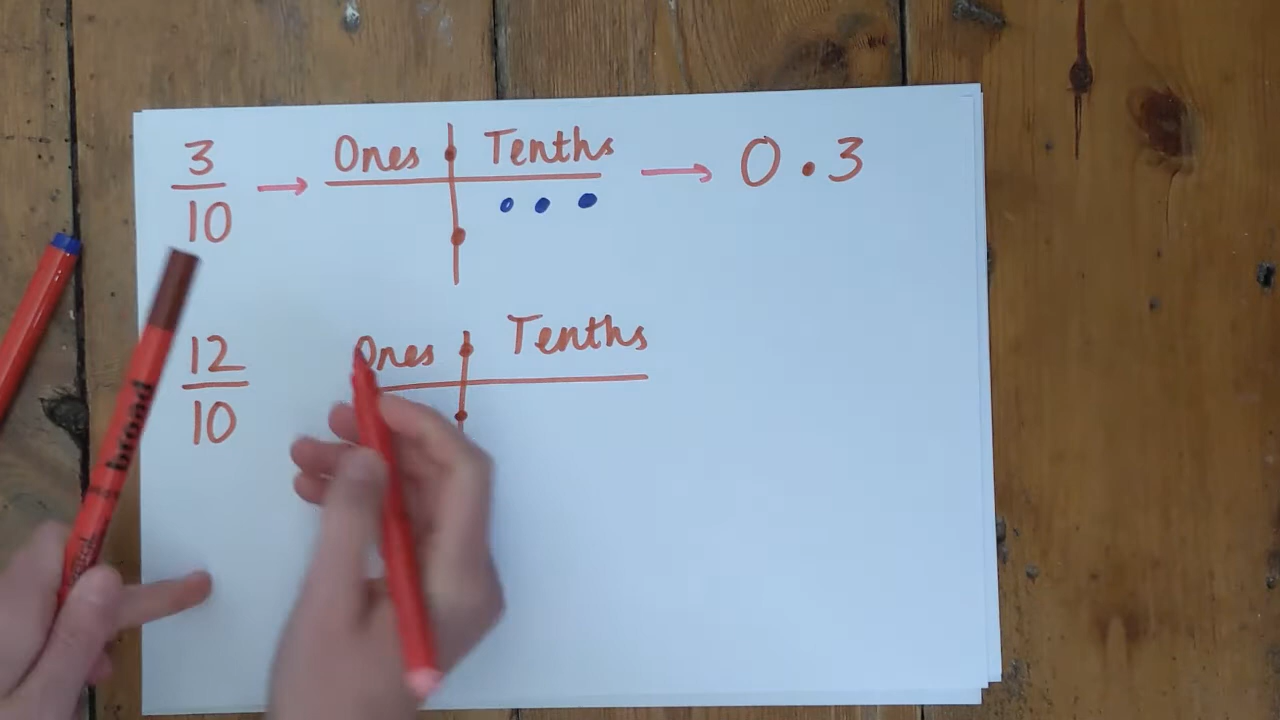 3/10 → Ones Tenths → 0.3
12/10 Ones Tenths
broad